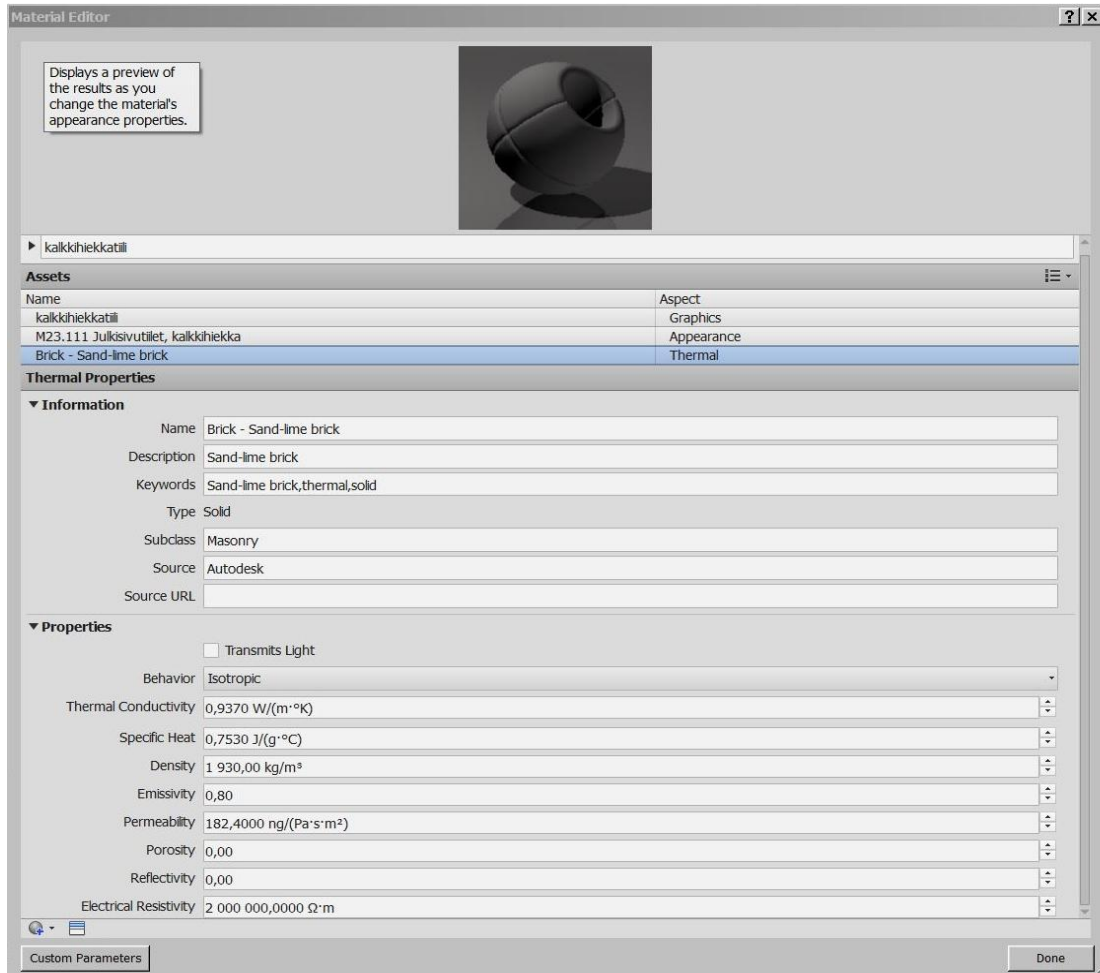 Material Editor
Displays a preview of
the results as you
change the material's
appearance properties.
kalkkihiekkatiili
Assets
Name Aspect
kalkkihiekkatiili Graphics
M23.111 Julkisivutiilet, kalkkihiekka Appearance
Brick - Sand-lime brick Thermal
Thermal Properties
Information
Name Brick - Sand-lime brick
Description Sand-lime brick
Keywords Sand-lime brick,thermal,solid
Type Solid
Subclass Masonry
Source Autodesk
Source URL
Properties
Transmits Light
Behavior Isotropic
Thermal Conductivity 0,9370 W/(m·°K)
Specific Heat 0,7530 J/(g·°C)
Density 1 930,00 kg/m³
Emissivity 0,80
Permeability 182,4000 ng/(Pa·s·m²)
Porosity 0,00
Reflectivity 0,00
Electrical Resistivity 2 000 000,0000 Ω·m
Custom Parameters Done